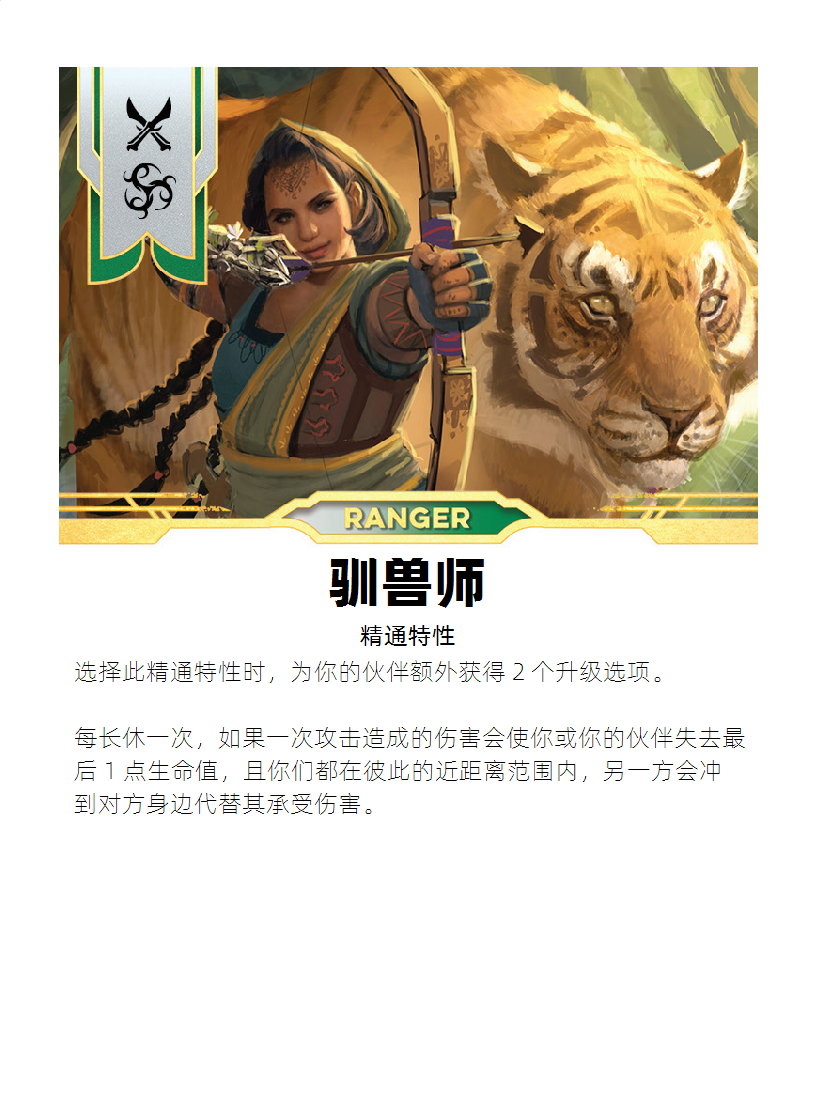 RANGER
驯兽师
精通特性
选择此精通特性时，为你的伙伴额外获得 2 个升级选项。
每长休一次，如果一次攻击造成的伤害会使你或你的伙伴失去最
后 1 点生命值，且你们都在彼此的近距离范围内，另一方会冲
到对方身边代替其承受伤害。